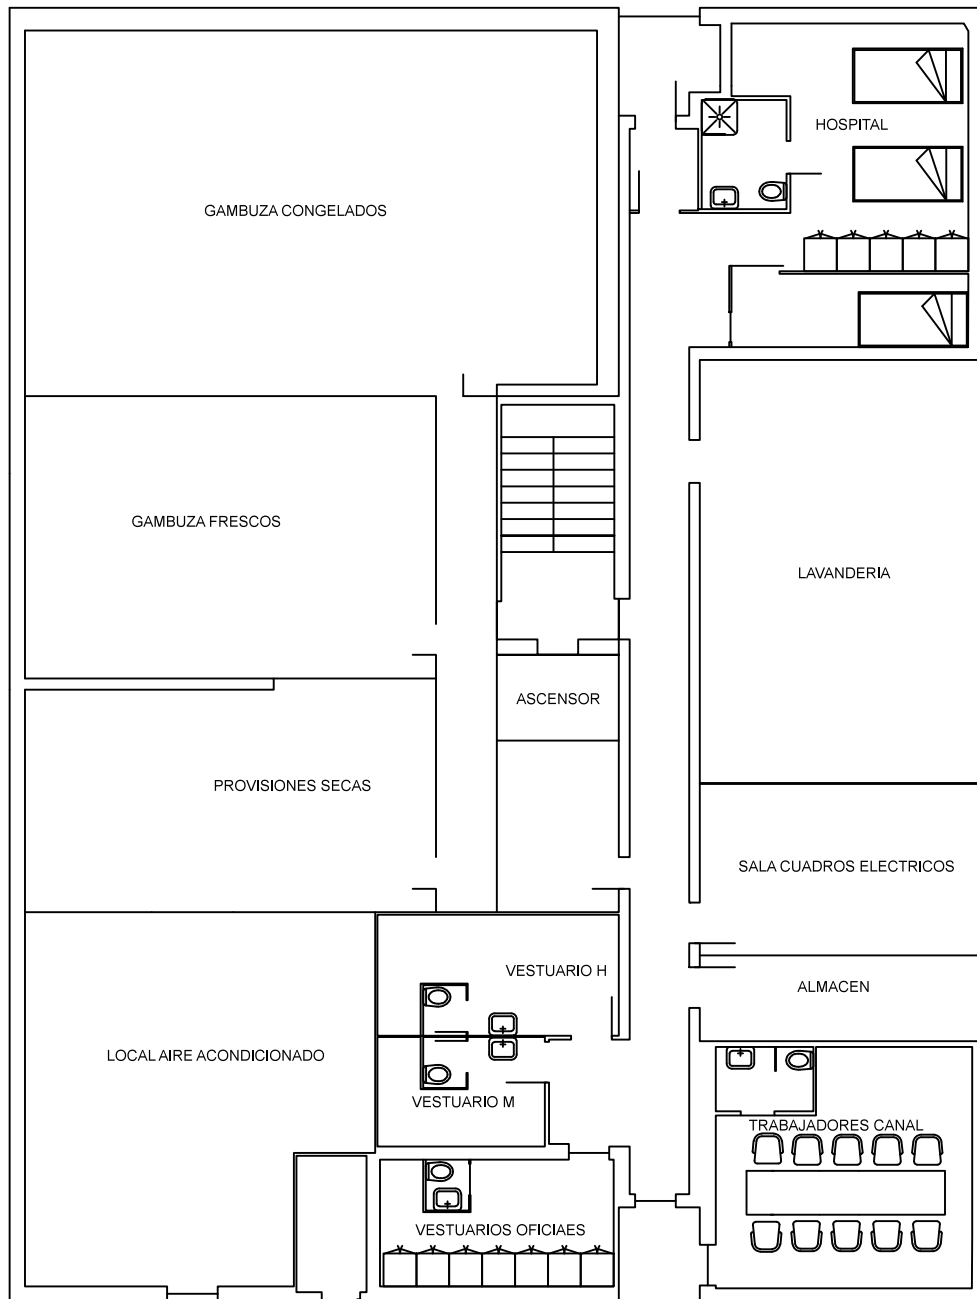 HOSPITAL
GAMBUZA CONGELADOS
GAMBUZA FRESCOS
LAVANDERIA
ASCENSOR
PROVISIONES SECAS
SALA CUADROS ELECTRICOS
VESTUARIO H
ALMACEN
LOCAL AIRE ACONDICIONADO
VESTUARIO M
TRABAJADORES CANAL
VESTUARIOS OFICIAES